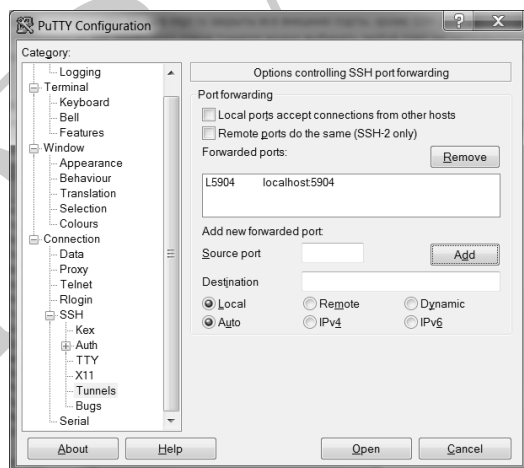 PuTTY Configuration
Category:
Logging
Terminal
Keyboard
Bell
Features
Window
Appearance
Behaviour
Translation
Selection
Colours
Connection
Data
Proxy
Telnet
Rlogin
SSH
Kex
Auth
TTY
X11
Tunnels
Bugs
Serial
Options controlling SSH port forwarding
Port forwarding
Local ports accept connections from other hosts
Remote ports do the same (SSH-2 only)
Forwarded ports:
Remove
L5904 localhost:5904
Add new forwarded port:
Source port
Add
Destination
Local Remote Dynamic
Auto IPv4 IPv6
About Help Open Cancel